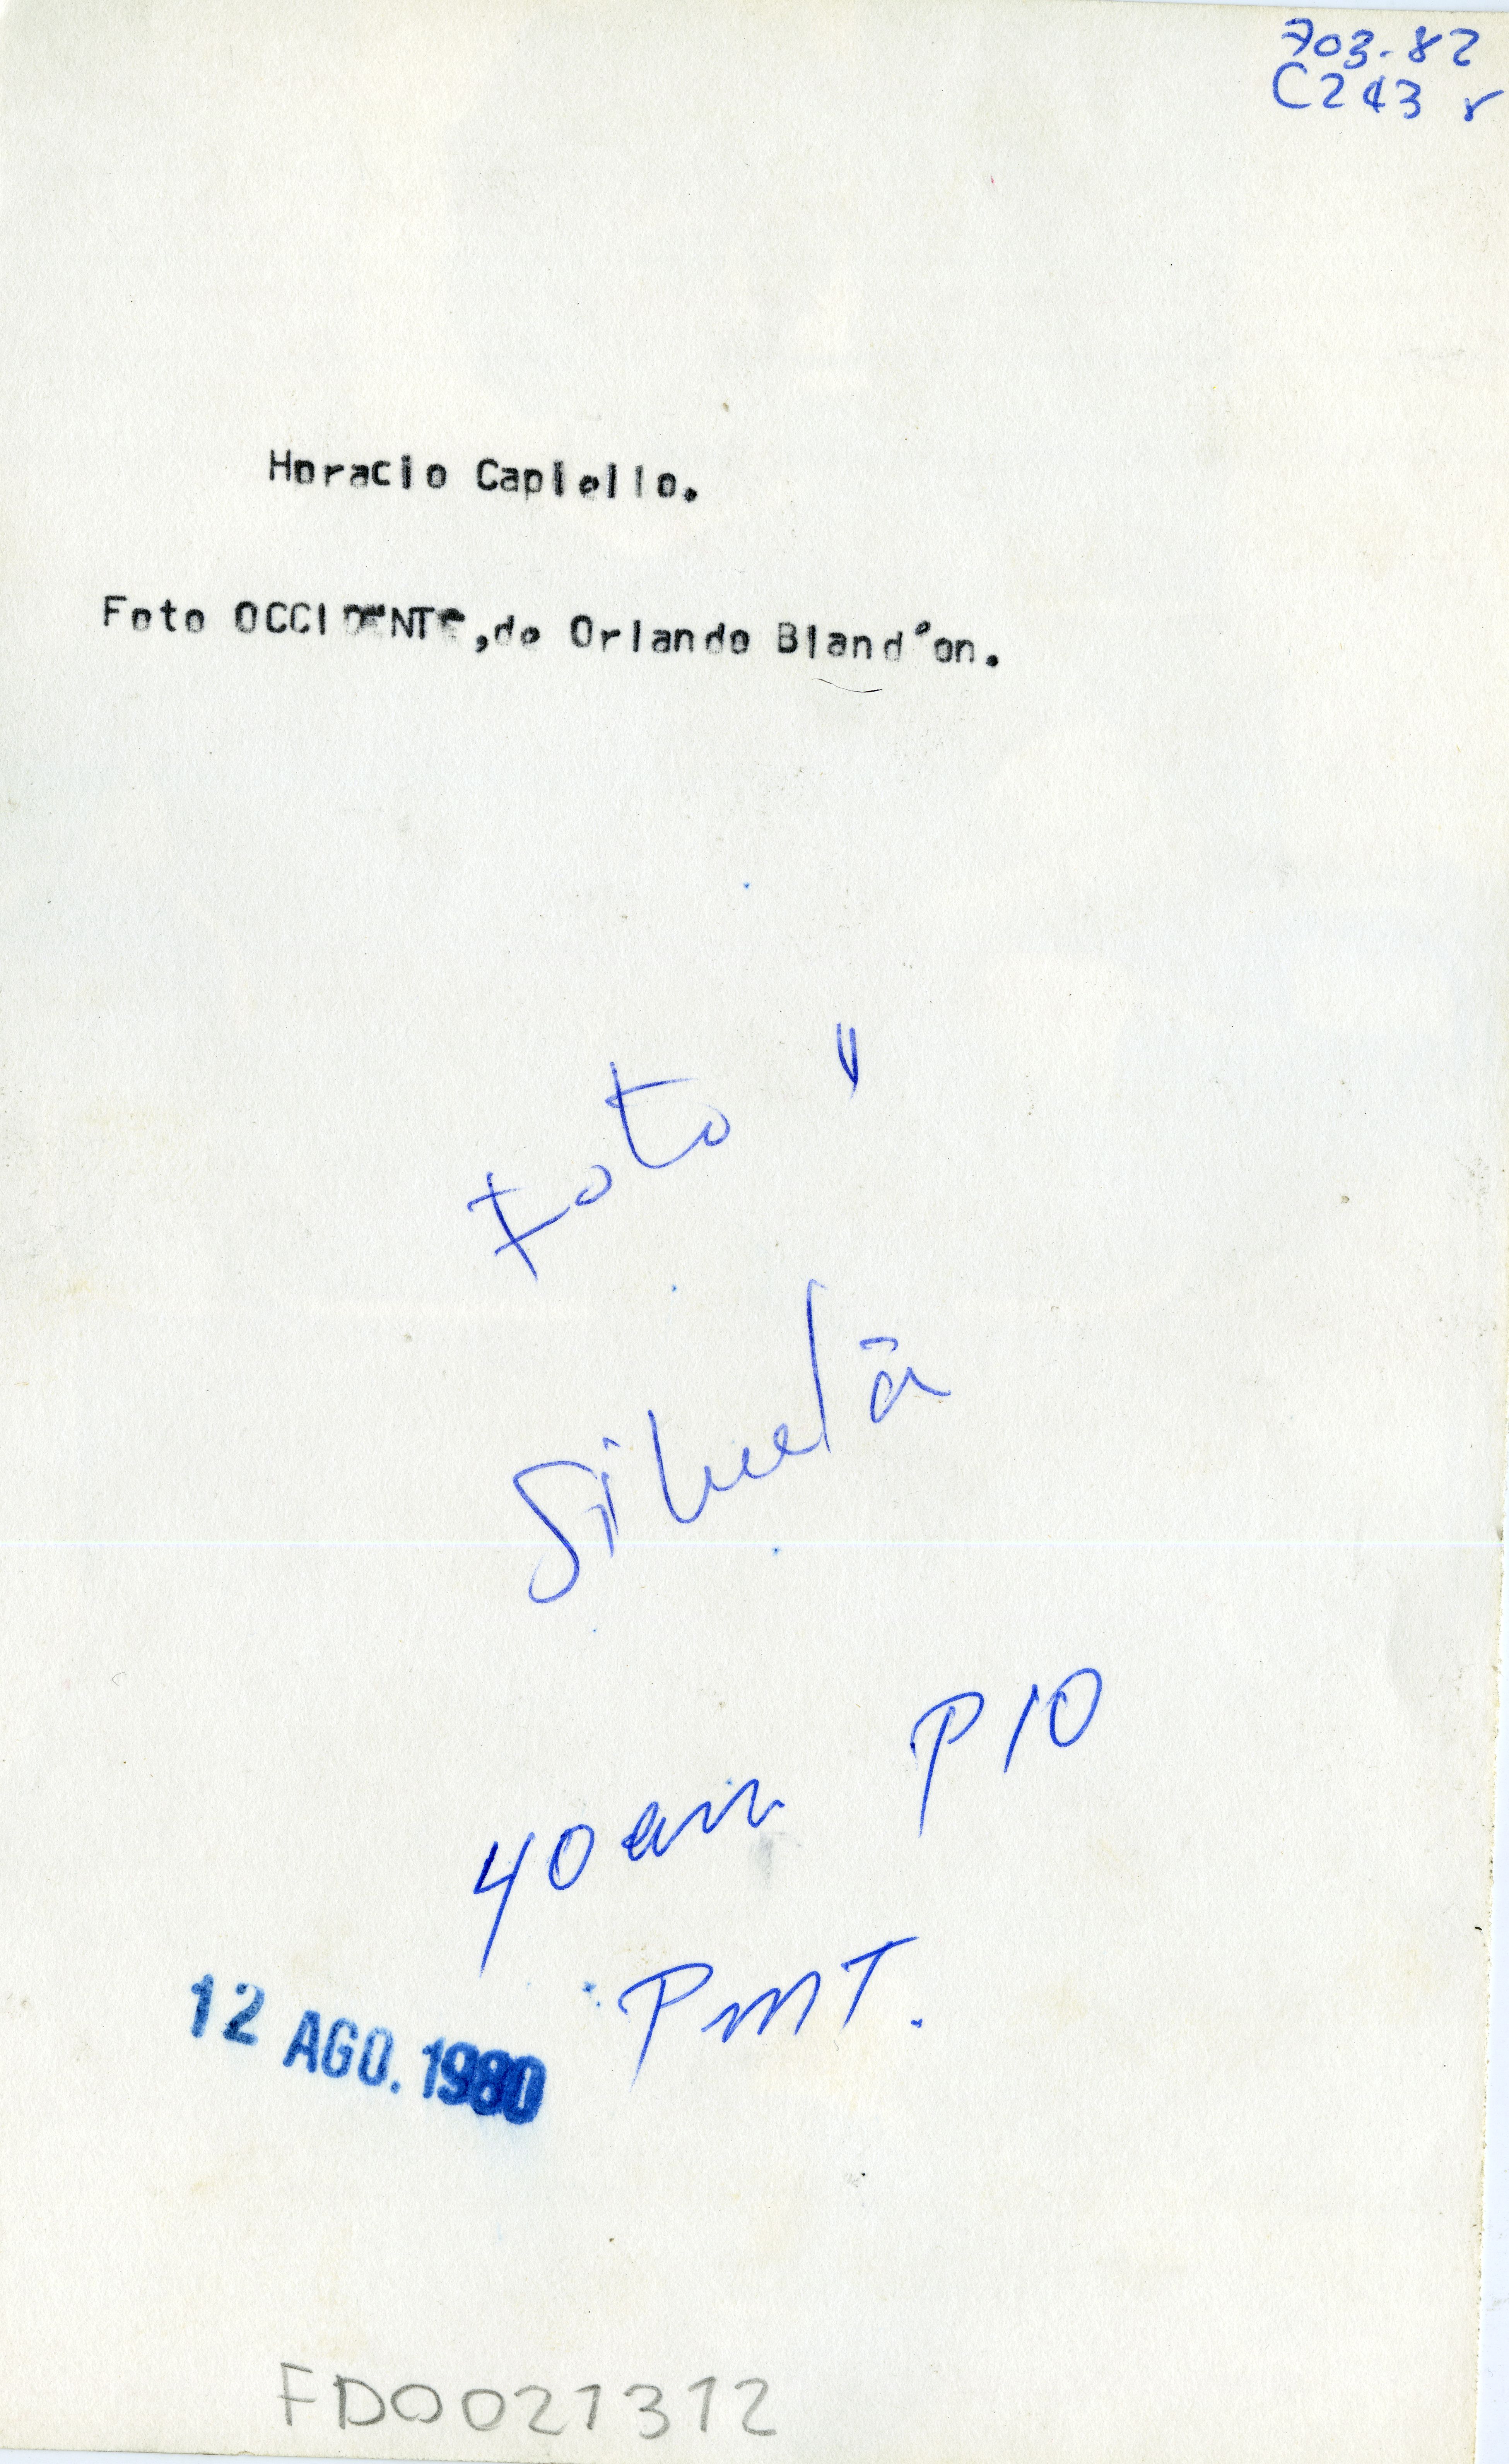 703.82
C243 r
Horacio Capiello.
Foto OCCIDENTE,de Orlando Bland´on.
Foto "
Silueta
40 em P10
PMT.
12 AGO. 1980
FD0021312